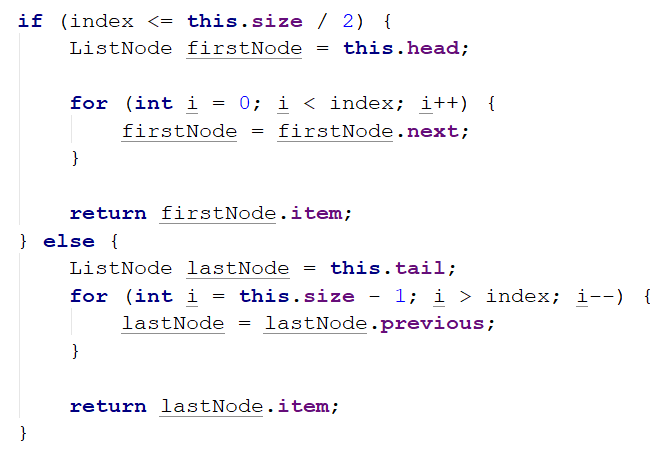 if (index <= this.size / 2) {
    ListNode firstNode = this.head;

    for (int i = 0; i < index; i++) {
        firstNode = firstNode.next;
    }

    return firstNode.item;
} else {
    ListNode lastNode = this.tail;
    for (int i = this.size - 1; i > index; i--) {
        lastNode = lastNode.previous;
    }

    return lastNode.item;
}